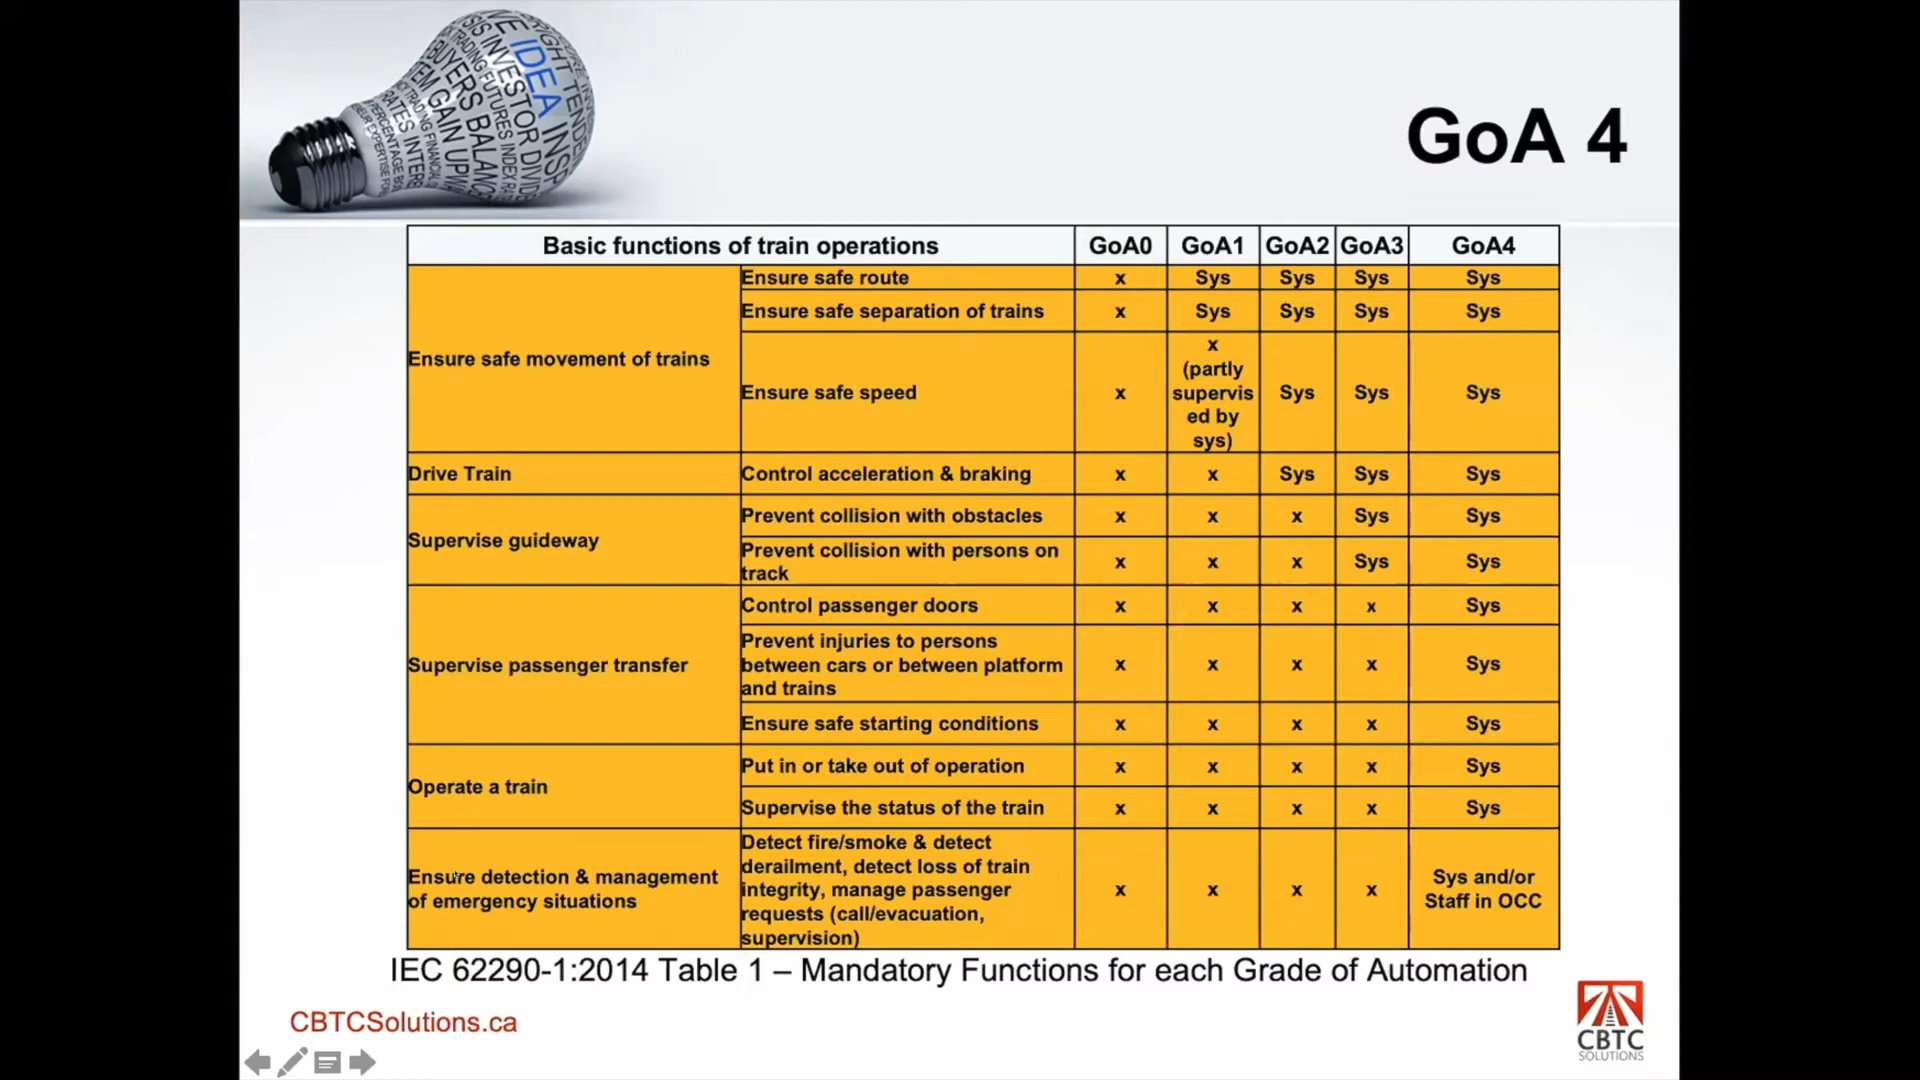 IDEA
GoA 4
Basic functions of train operations GoA0 GoA1 GoA2 GoA3 GoA4
Ensure safe movement of trains
Ensure safe route x Sys Sys Sys Sys
Ensure safe separation of trains x Sys Sys Sys Sys
Ensure safe speed x x (partly supervis ed by sys) Sys Sys Sys
Drive Train
Control acceleration & braking x x Sys Sys Sys
Supervise guideway
Prevent collision with obstacles x x x Sys Sys
Prevent collision with persons on
track x x x Sys Sys
Supervise passenger transfer
Control passenger doors x x x x Sys
Prevent injuries to persons
between cars or between platform
and trains x x x x Sys
Ensure safe starting conditions x x x x Sys
Operate a train
Put in or take out of operation x x x x Sys
Supervise the status of the train x x x x Sys
Ensure detection & management
of emergency situations
Detect fire/smoke & detect
derailment, detect loss of train
integrity, manage passenger
requests (call/evacuation,
supervision) x x x x Sys and/or Staff in OCC
IEC 62290-1:2014 Table 1 – Mandatory Functions for each Grade of Automation
CBTCSolutions.ca
CBTC
SOLUTIONS